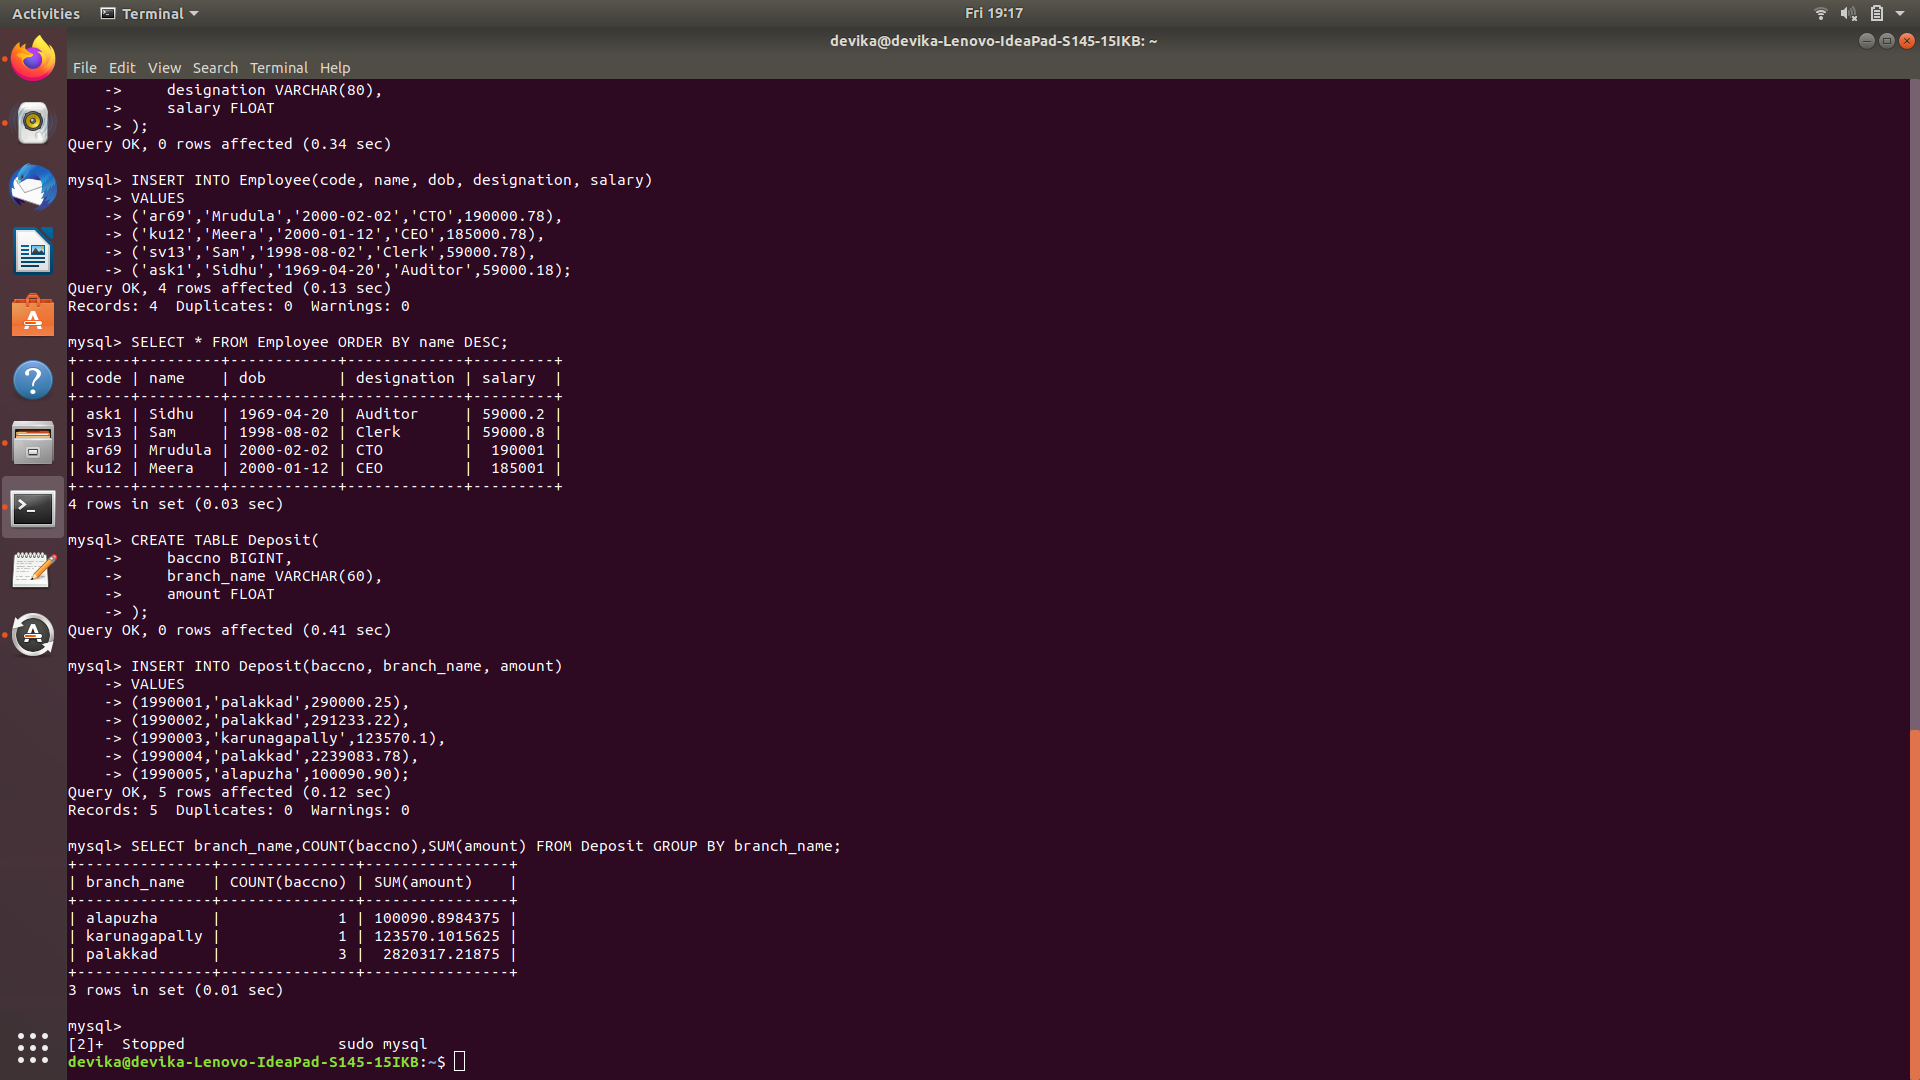 Activities Terminal Fri 19:17
devika@devika-Lenovo-IdeaPad-S145-15IKB: ~
File Edit View Search Terminal Help
    ->     designation VARCHAR(80),
    ->     salary FLOAT
    -> );
Query OK, 0 rows affected (0.34 sec)

mysql> INSERT INTO Employee(code, name, dob, designation, salary)
    -> VALUES
    -> ('ar69','Mrudula','2000-02-02','CTO',190000.78),
    -> ('ku12','Meera','2000-01-12','CEO',185000.78),
    -> ('sv13','Sam','1998-08-02','Clerk',59000.78),
    -> ('ask1','Sidhu','1969-04-20','Auditor',59000.18);
Query OK, 4 rows affected (0.13 sec)
Records: 4  Duplicates: 0  Warnings: 0

mysql> SELECT * FROM Employee ORDER BY name DESC;
+------+---------+------------+-------------+---------+
| code | name    | dob        | designation | salary  |
+------+---------+------------+-------------+---------+
| ask1 | Sidhu   | 1969-04-20 | Auditor     | 59000.2 |
| sv13 | Sam     | 1998-08-02 | Clerk       | 59000.8 |
| ar69 | Mrudula | 2000-02-02 | CTO         |  190001 |
| ku12 | Meera   | 2000-01-12 | CEO         |  185001 |
+------+---------+------------+-------------+---------+
4 rows in set (0.03 sec)

mysql> CREATE TABLE Deposit(
    ->     baccno BIGINT,
    ->     branch_name VARCHAR(60),
    ->     amount FLOAT
    -> );
Query OK, 0 rows affected (0.41 sec)

mysql> INSERT INTO Deposit(baccno, branch_name, amount)
    -> VALUES
    -> (1990001,'palakkad',290000.25),
    -> (1990002,'palakkad',291233.22),
    -> (1990003,'karunagapally',123570.1),
    -> (1990004,'palakkad',2239083.78),
    -> (1990005,'alapuzha',100090.90);
Query OK, 5 rows affected (0.12 sec)
Records: 5  Duplicates: 0  Warnings: 0

mysql> SELECT branch_name,COUNT(baccno),SUM(amount) FROM Deposit GROUP BY branch_name;
+---------------+---------------+----------------+
| branch_name   | COUNT(baccno) | SUM(amount)    |
+---------------+---------------+----------------+
| alapuzha      |             1 | 100090.8984375 |
| karunagapally |             1 | 123570.1015625 |
| palakkad      |             3 |  2820317.21875 |
+---------------+---------------+----------------+
3 rows in set (0.01 sec)

mysql>
[2]+  Stopped                 sudo mysql
devika@devika-Lenovo-IdeaPad-S145-15IKB:~$